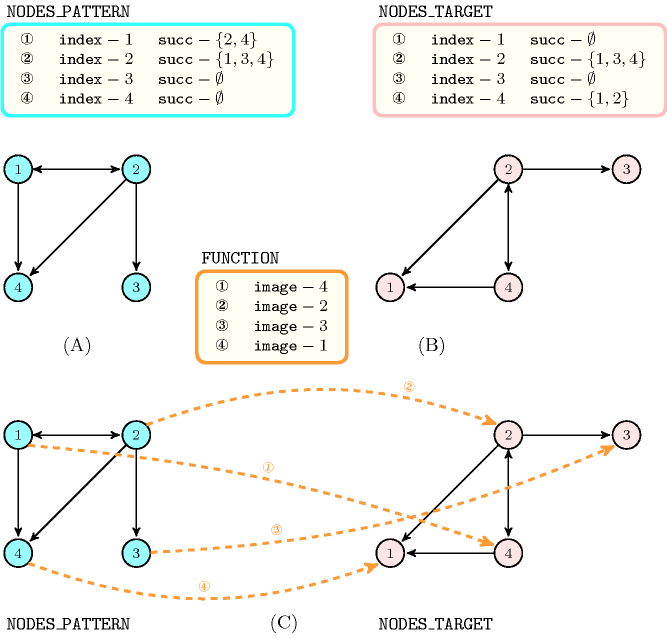 NODES_PATTERN
① index − 1 succ − {2, 4}
② index − 2 succ − {1, 3, 4}
③ index − 3 succ − ∅
④ index − 4 succ − ∅
NODES_TARGET
① index − 1 succ − ∅
② index − 2 succ − {1, 3, 4}
③ index − 3 succ − ∅
④ index − 4 succ − {1, 2}
1 2
4 3
(A)
2 3
1 4
(B)
FUNCTION
① image − 4
② image − 2
③ image − 3
④ image − 1
②
1 2
2 3
①
③
4 3
1 4
④
NODES_PATTERN
(C)
NODES_TARGET